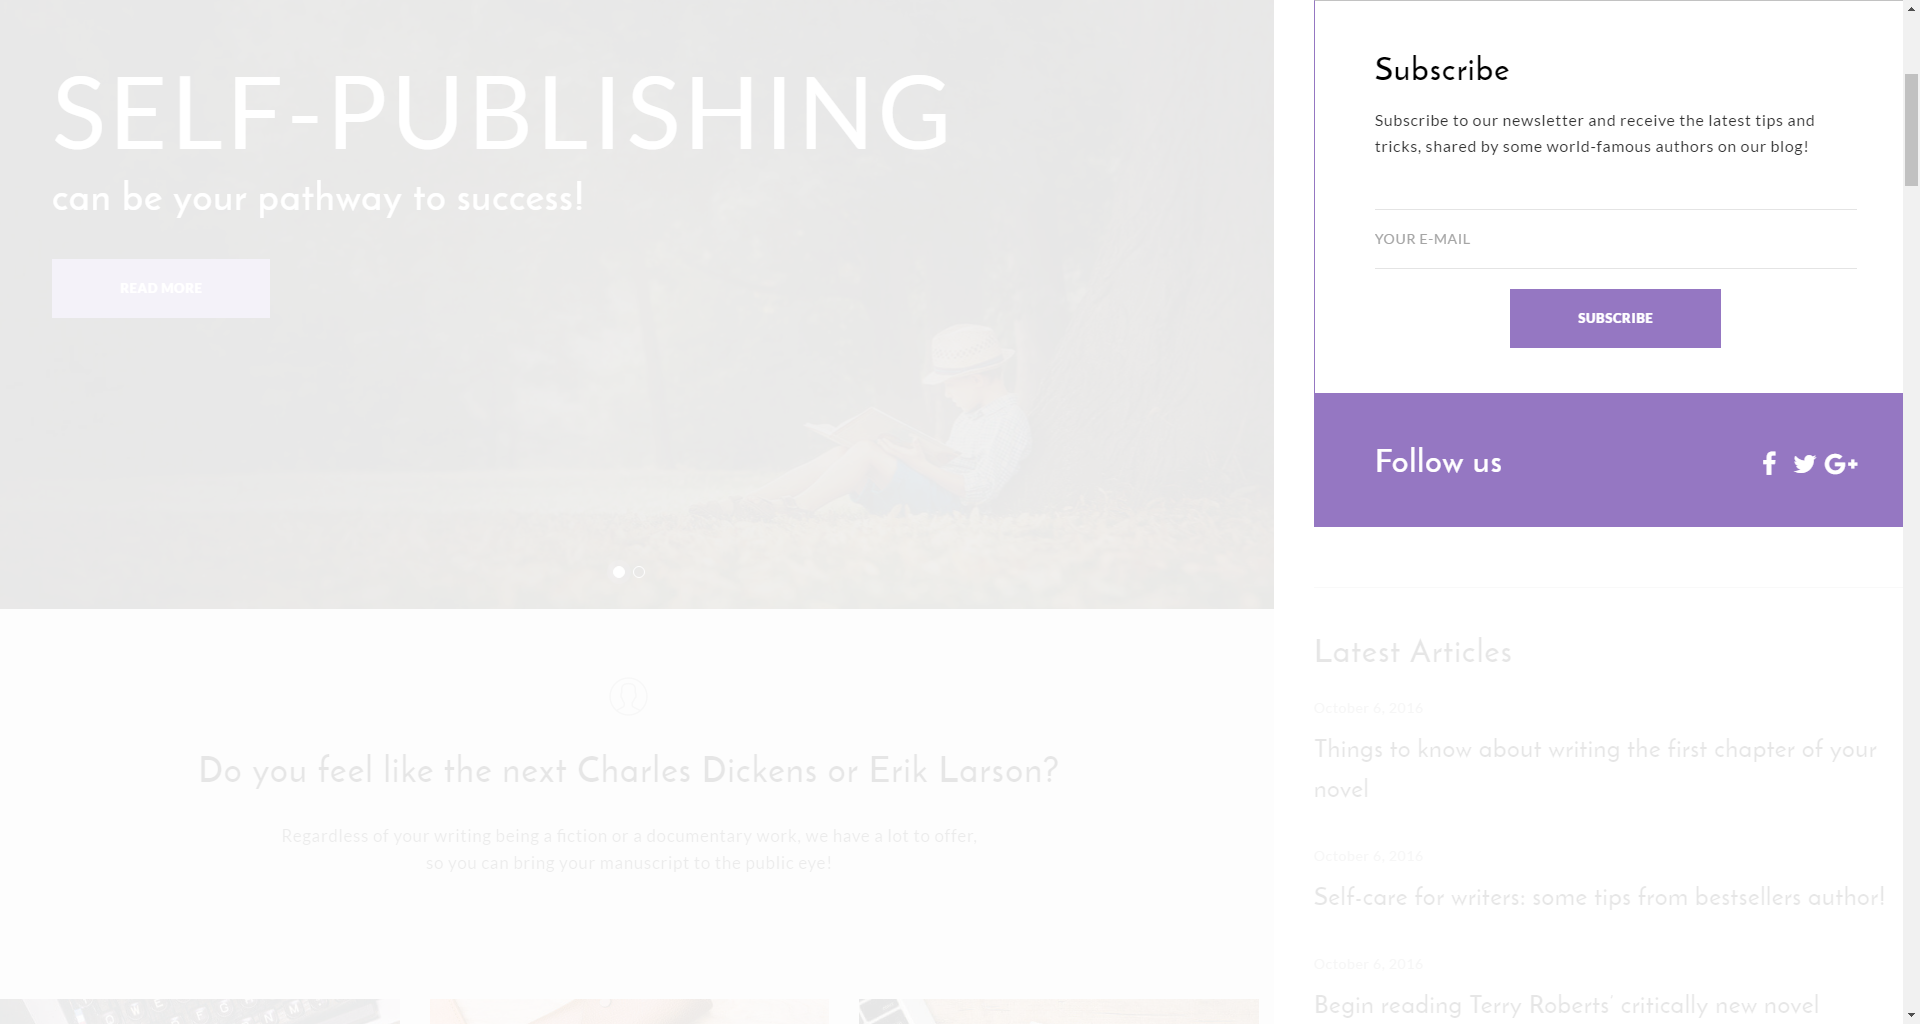 SELF-PUBLISHING
can be your pathway to success!
READ MORE
Do you feel like the next Charles Dickens or Erik Larson?
Regardless of your writing being a fiction or a documentary work, we have a lot to offer,
so you can bring your manuscript to the public eye!
Subscribe
Subscribe to our newsletter and receive the latest tips and
tricks, shared by some world-famous authors on our blog!
YOUR E-MAIL
SUBSCRIBE
Follow us
Latest Articles
October 6, 2016
Things to know about writing the first chapter of your
novel
October 6, 2016
Self-care for writers: some tips from bestsellers author!
October 6, 2016
Begin reading Terry Roberts' critically new novel